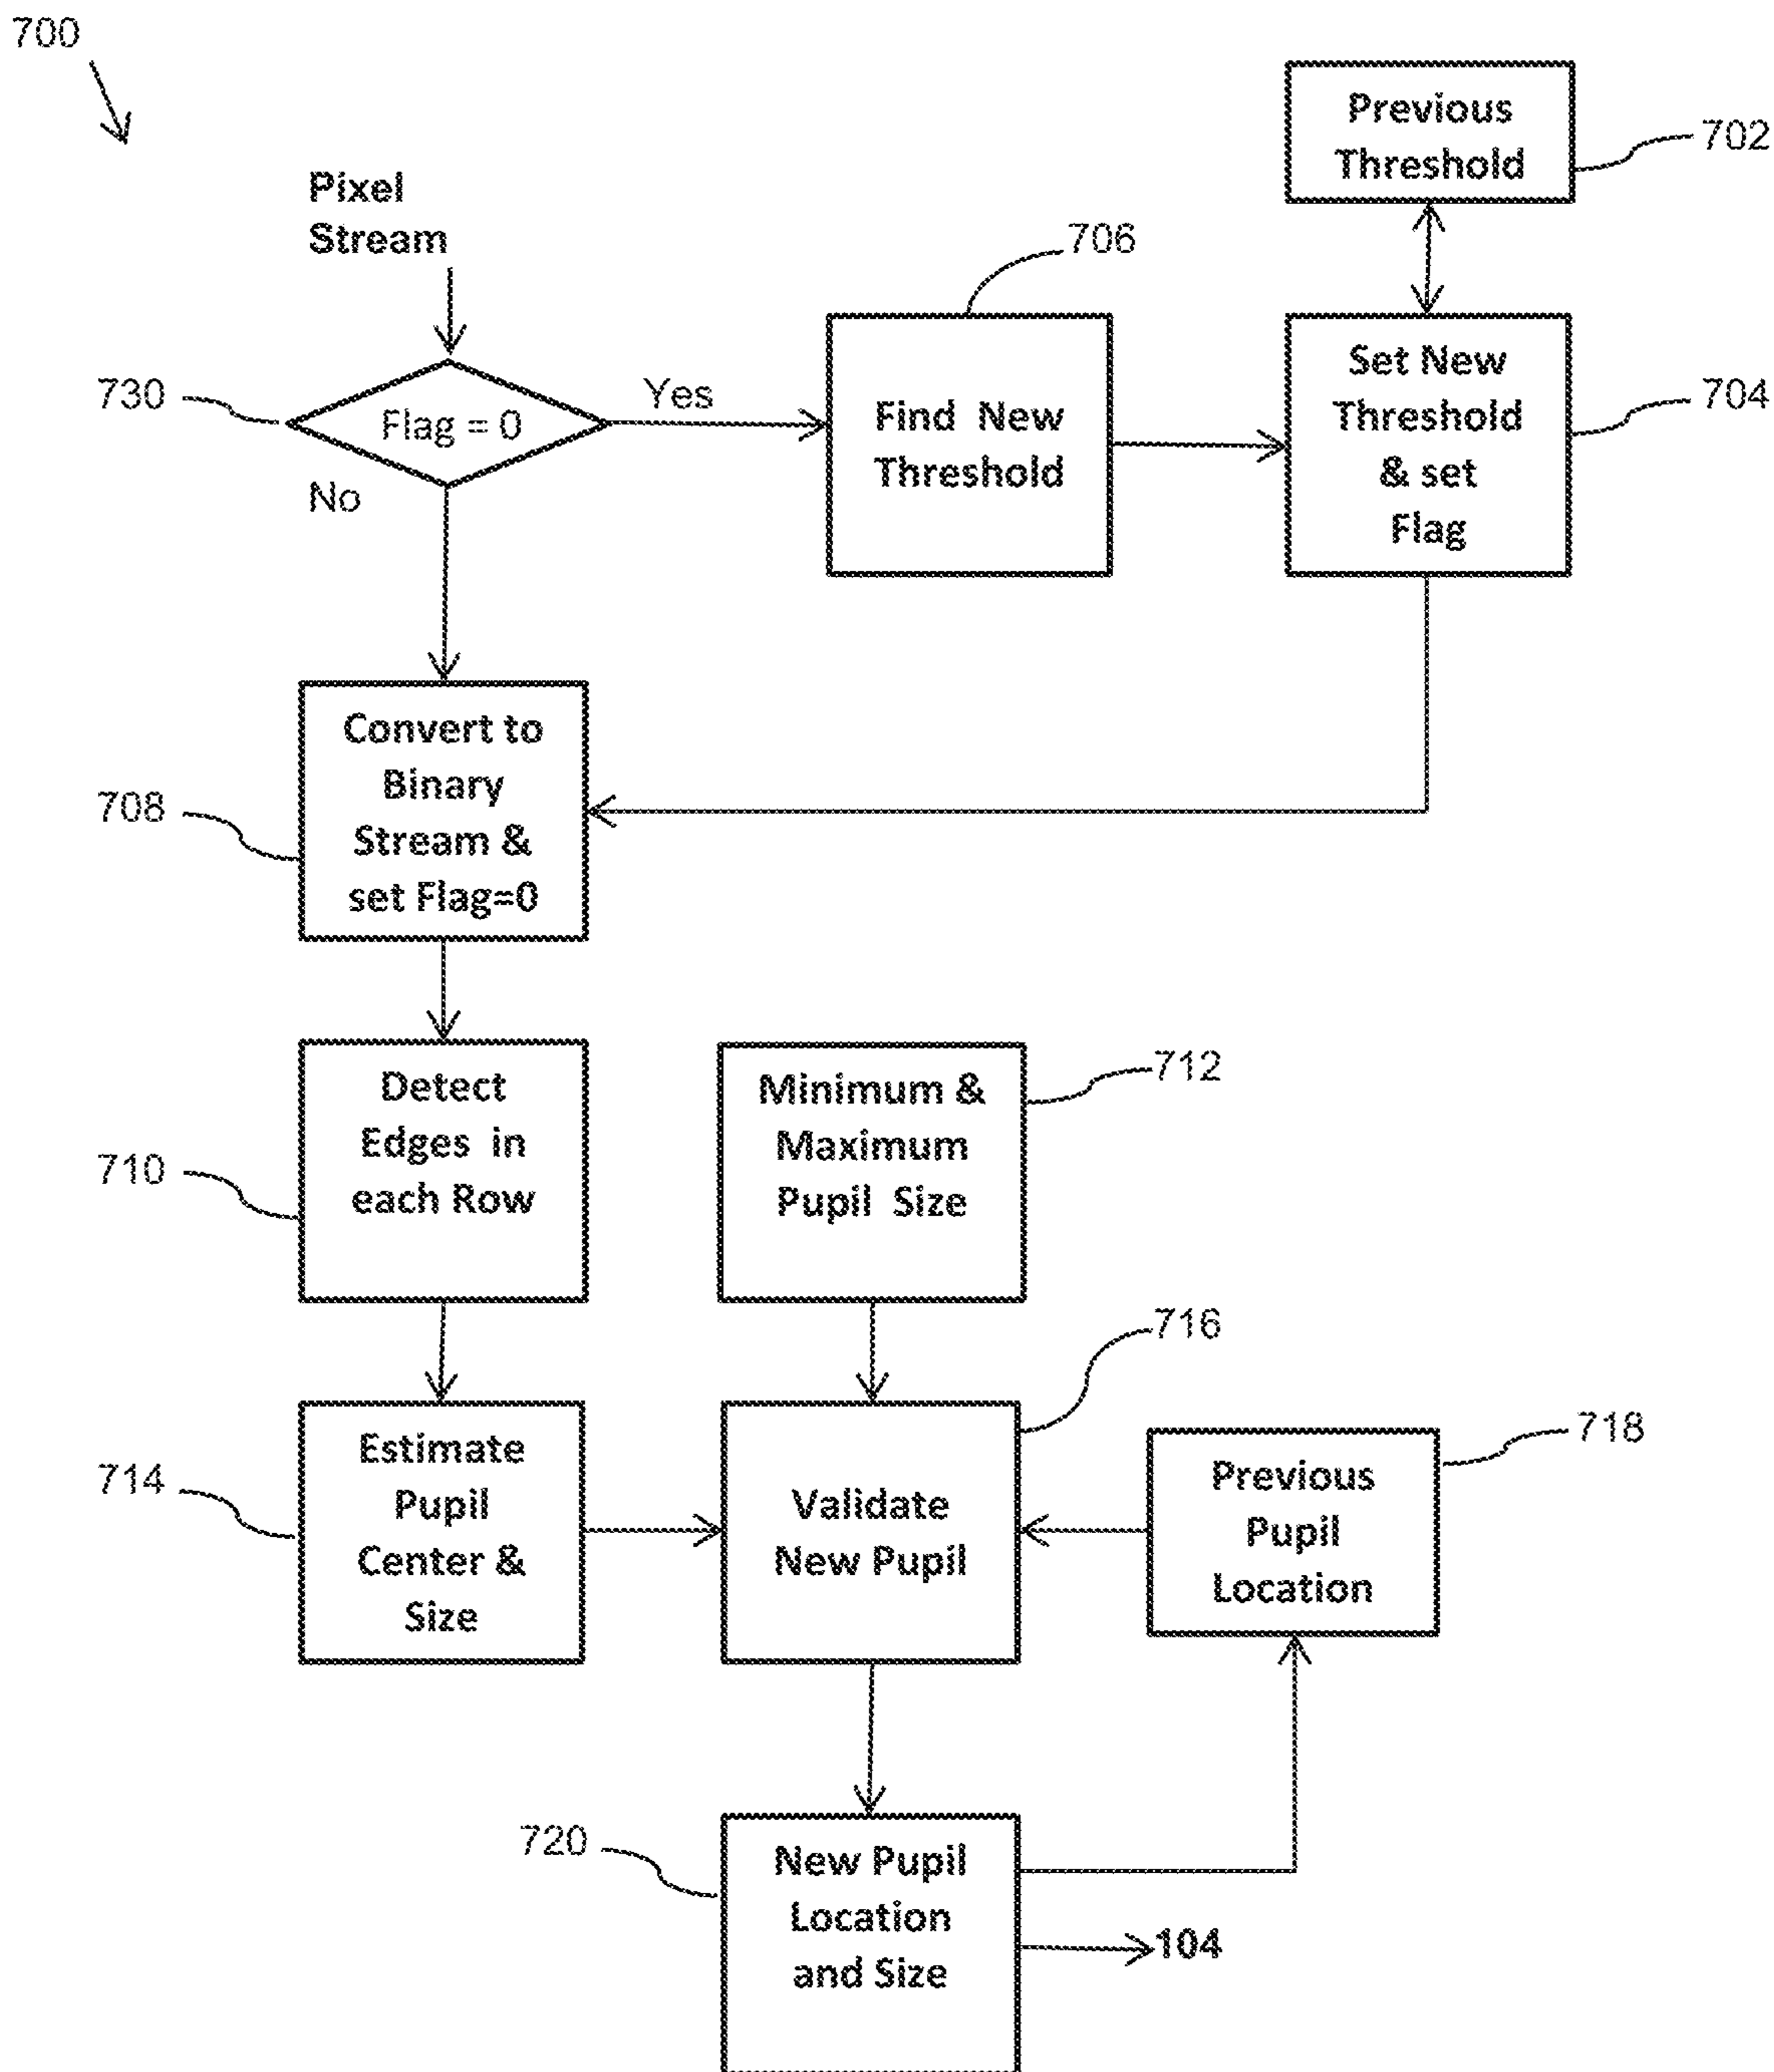 700
Previous
Threshold
702
Pixel
Stream
706
730
Flag = 0
Yes
No
Find New
Threshold
Set New
Threshold
& set
Flag
704
Convert to
Binary
Stream &
set Flag=0
708
Detect
Edges in
each Row
710
Minimum &
Maximum
Pupil Size
712
716
Estimate
Pupil
Center &
Size
714
Validate
New Pupil
Previous
Pupil
Location
718
720
New Pupil
Location
and Size
104